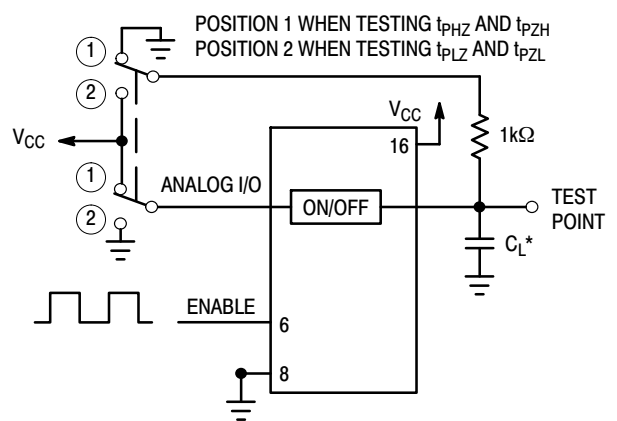 POSITION 1 WHEN TESTING tPHZ AND tPZH
POSITION 2 WHEN TESTING tPLZ AND tPZL
1
2
VCC
VCC
16
1kΩ
1
ANALOG I/O
ON/OFF
TEST
POINT
2
CL*
ENABLE
6
8